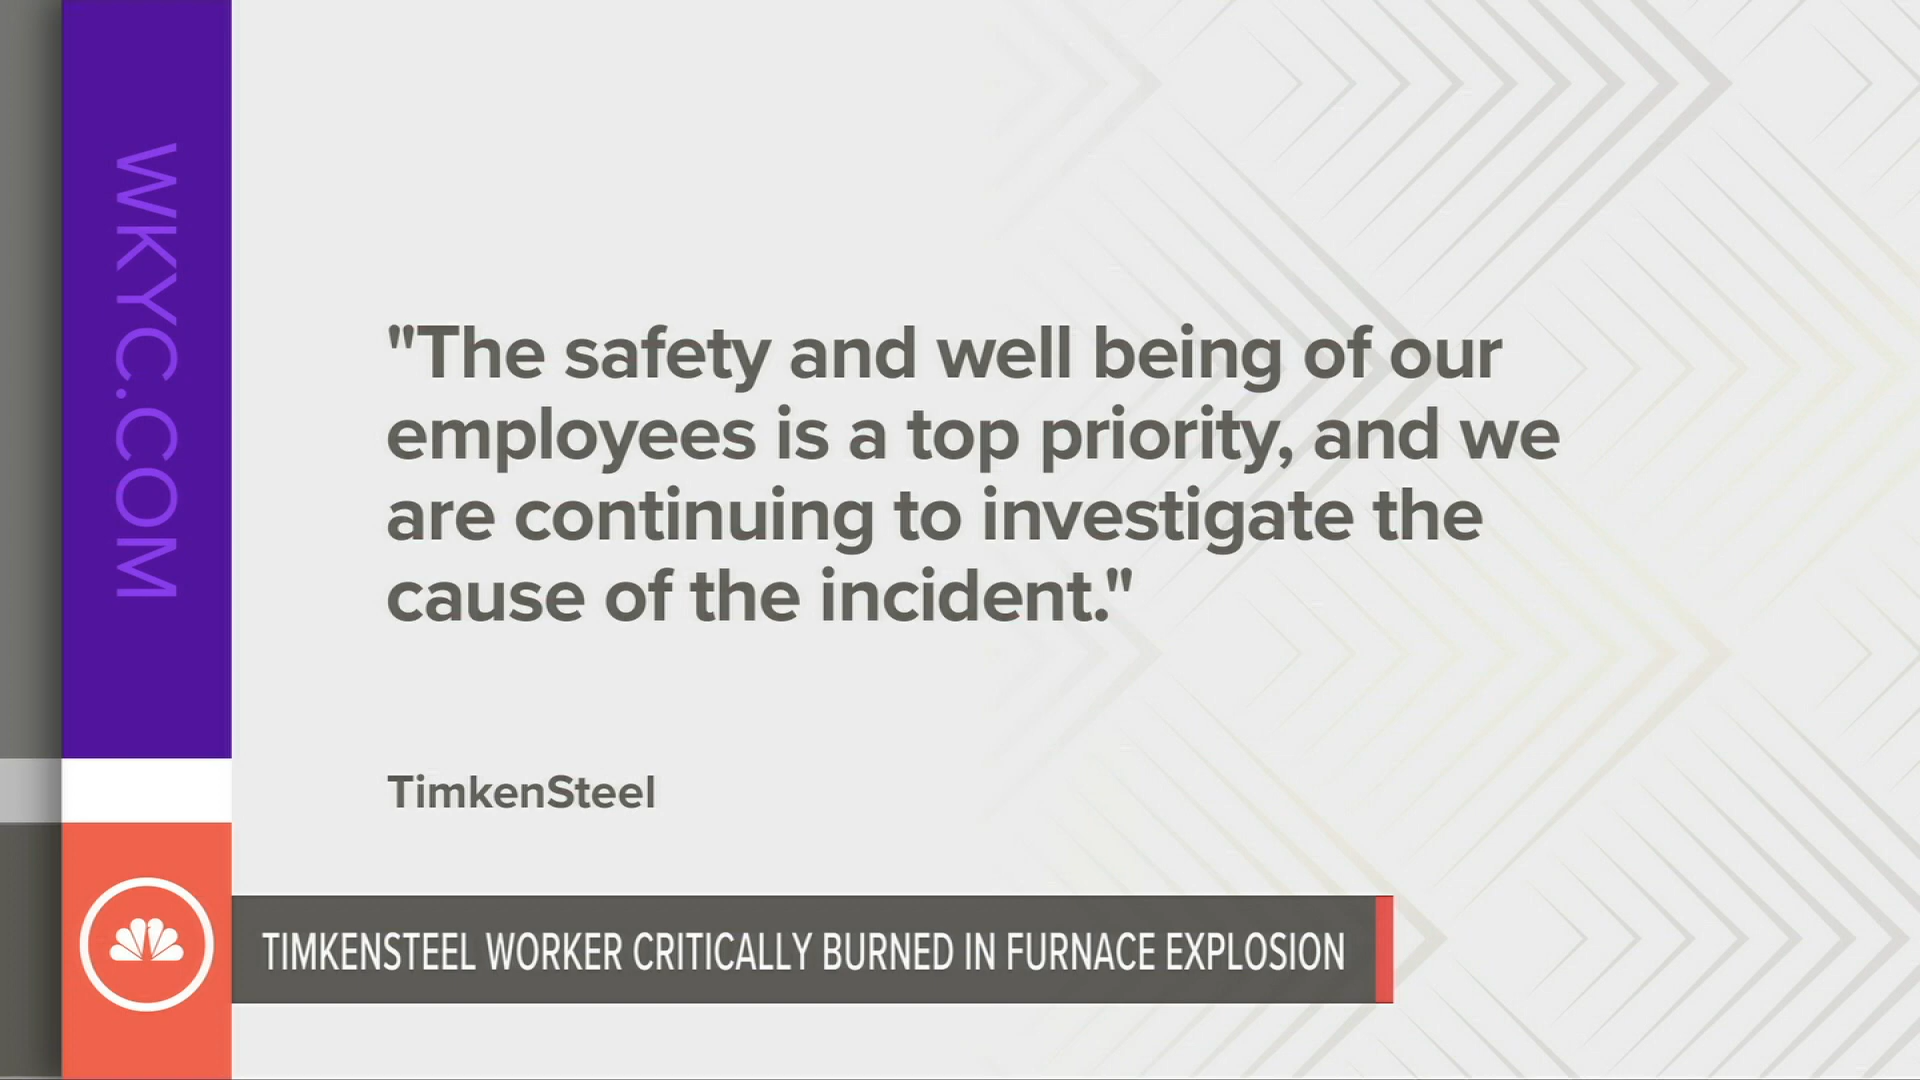 WKYC.COM
"The safety and well being of our
employees is a top priority, and we
are continuing to investigate the
cause of the incident."
TimkenSteel
TIMKENSTEEL WORKER CRITICALLY BURNED IN FURNACE EXPLOSION